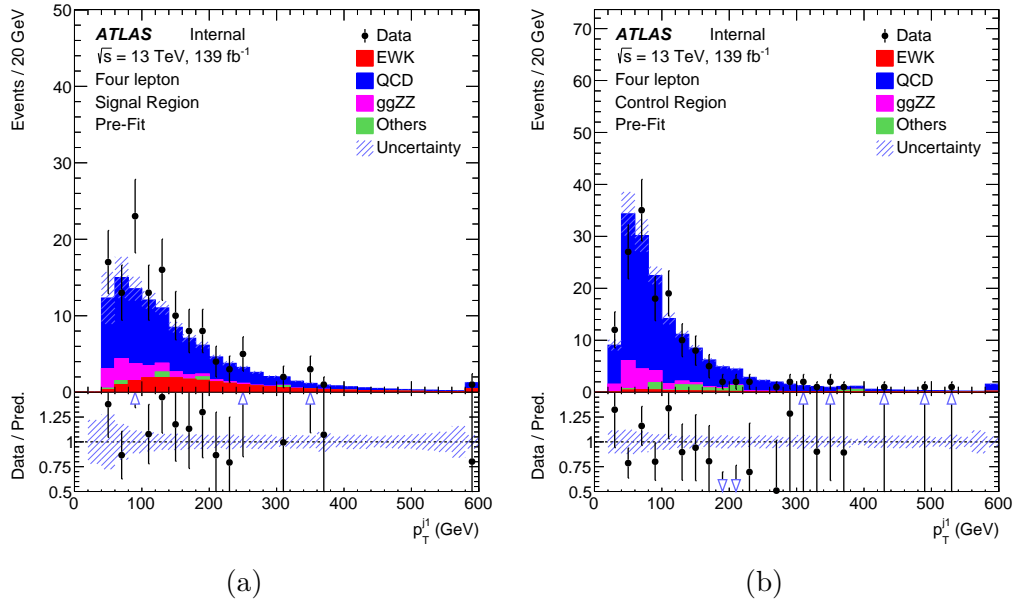 50
40
30
20
10
0
Events / 20 GeV
ATLAS Internal
√s = 13 TeV, 139 fb-1
Four lepton
Signal Region
Pre-Fit
Data
EWK
QCD
ggZZ
Others
Uncertainty
1.25
1
0.75
0.5
Data / Pred.
0 100 200 300 400 500 600
p_T^j1 (GeV)
(a)
70
60
50
40
30
20
10
0
Events / 20 GeV
ATLAS Internal
√s = 13 TeV, 139 fb-1
Four lepton
Control Region
Pre-Fit
Data
EWK
QCD
ggZZ
Others
Uncertainty
1.25
1
0.75
0.5
Data / Pred.
0 100 200 300 400 500 600
p_T^j1 (GeV)
(b)